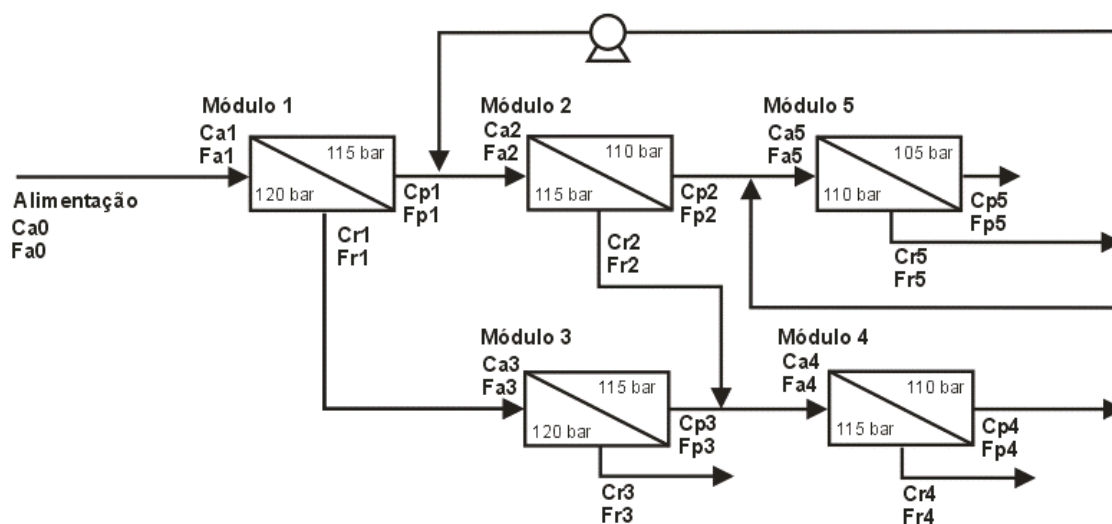 Módulo 1
Ca1
Fa1
115 bar
120 bar
Alimentação
Ca0
Fa0
Cp1
Fp1
Cr1
Fr1
Módulo 2
Ca2
Fa2
110 bar
115 bar
Cp2
Fp2
Cr2
Fr2
Módulo 5
Ca5
Fa5
105 bar
110 bar
Cp5
Fp5
Cr5
Fr5
Módulo 3
Ca3
Fa3
115 bar
120 bar
Cp3
Fp3
Cr3
Fr3
Módulo 4
Ca4
Fa4
110 bar
115 bar
Cp4
Fp4
Cr4
Fr4